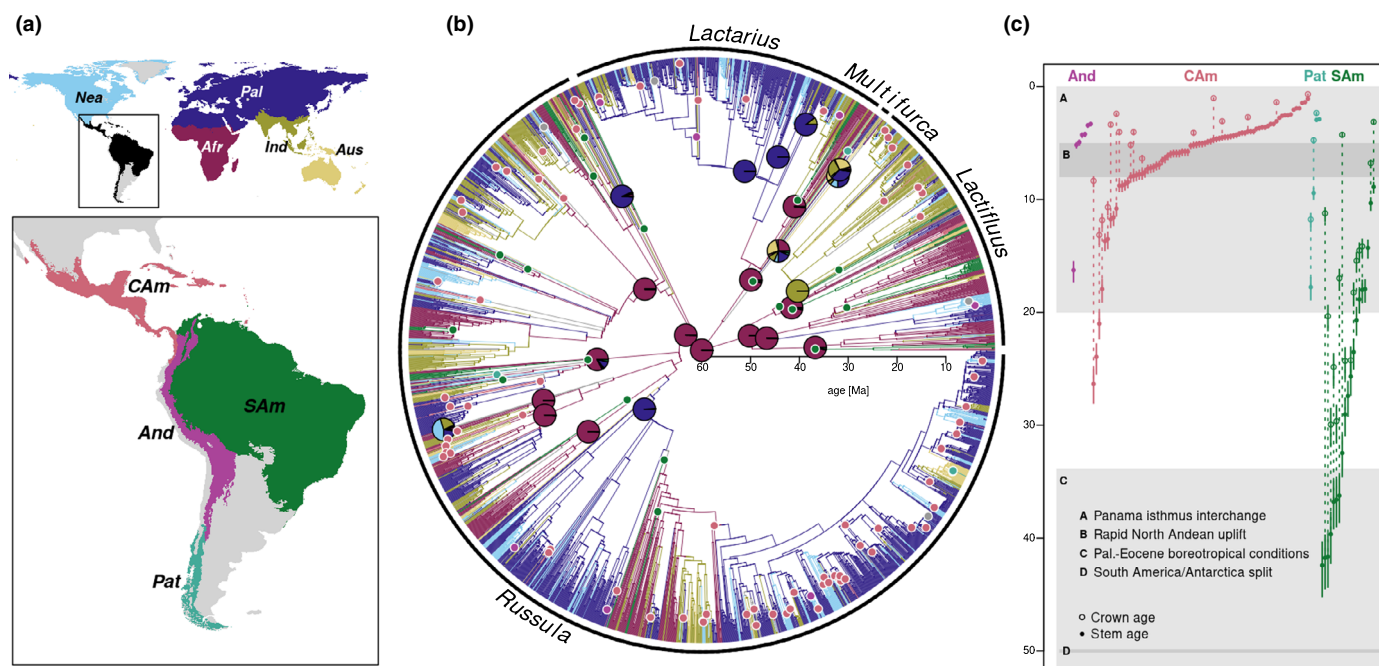 (a)
Nea
Pal
Afr
Ind
Aus
CAm
SAm
And
Pat
(b)
Lactarius
Multifurca
Lactifluus
Russula
60 50 40 30 20 10
age [Ma]
(c)
And CAm Pat SAm
0
A
B
10
20
30
C
A Panama isthmus interchange
B Rapid North Andean uplift
C Pal.-Eocene boreotropical conditions
40
D South America/Antarctica split
Crown age
Stem age
50
D